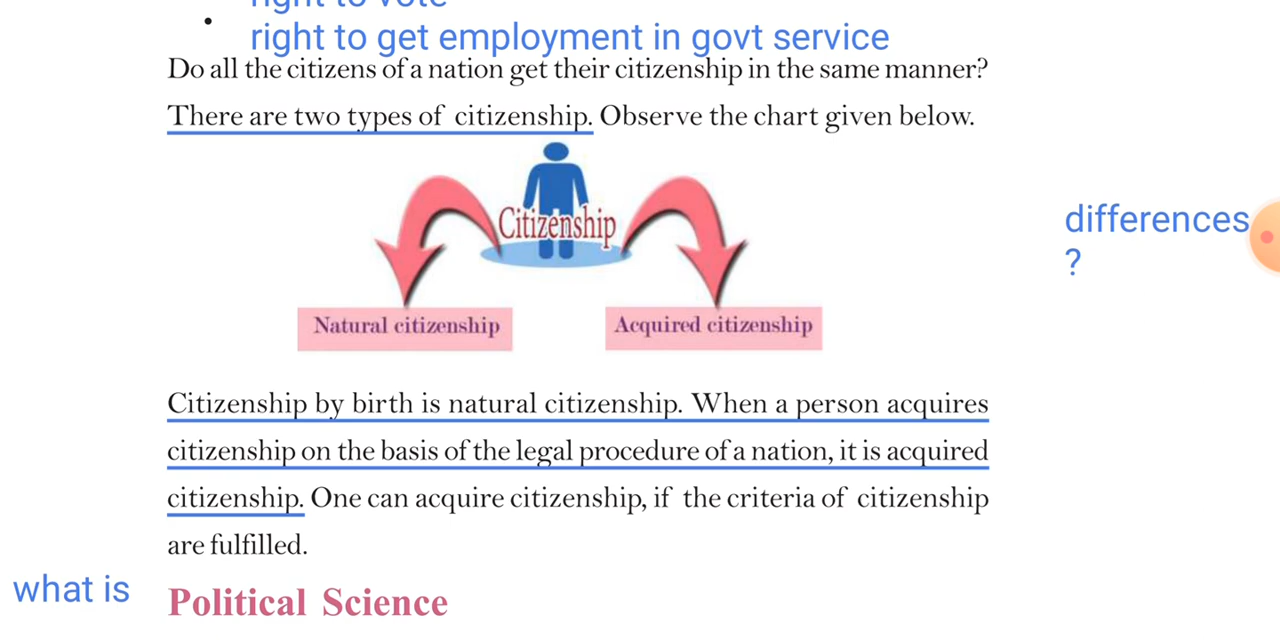 right to vote
right to get employment in govt service
Do all the citizens of a nation get their citizenship in the same manner?
There are two types of citizenship. Observe the chart given below.
Citizenship
differences
?
Natural citizenship
Acquired citizenship
Citizenship by birth is natural citizenship. When a person acquires
citizenship on the basis of the legal procedure of a nation, it is acquired
citizenship. One can acquire citizenship, if the criteria of citizenship
are fulfilled.
what is
Political Science